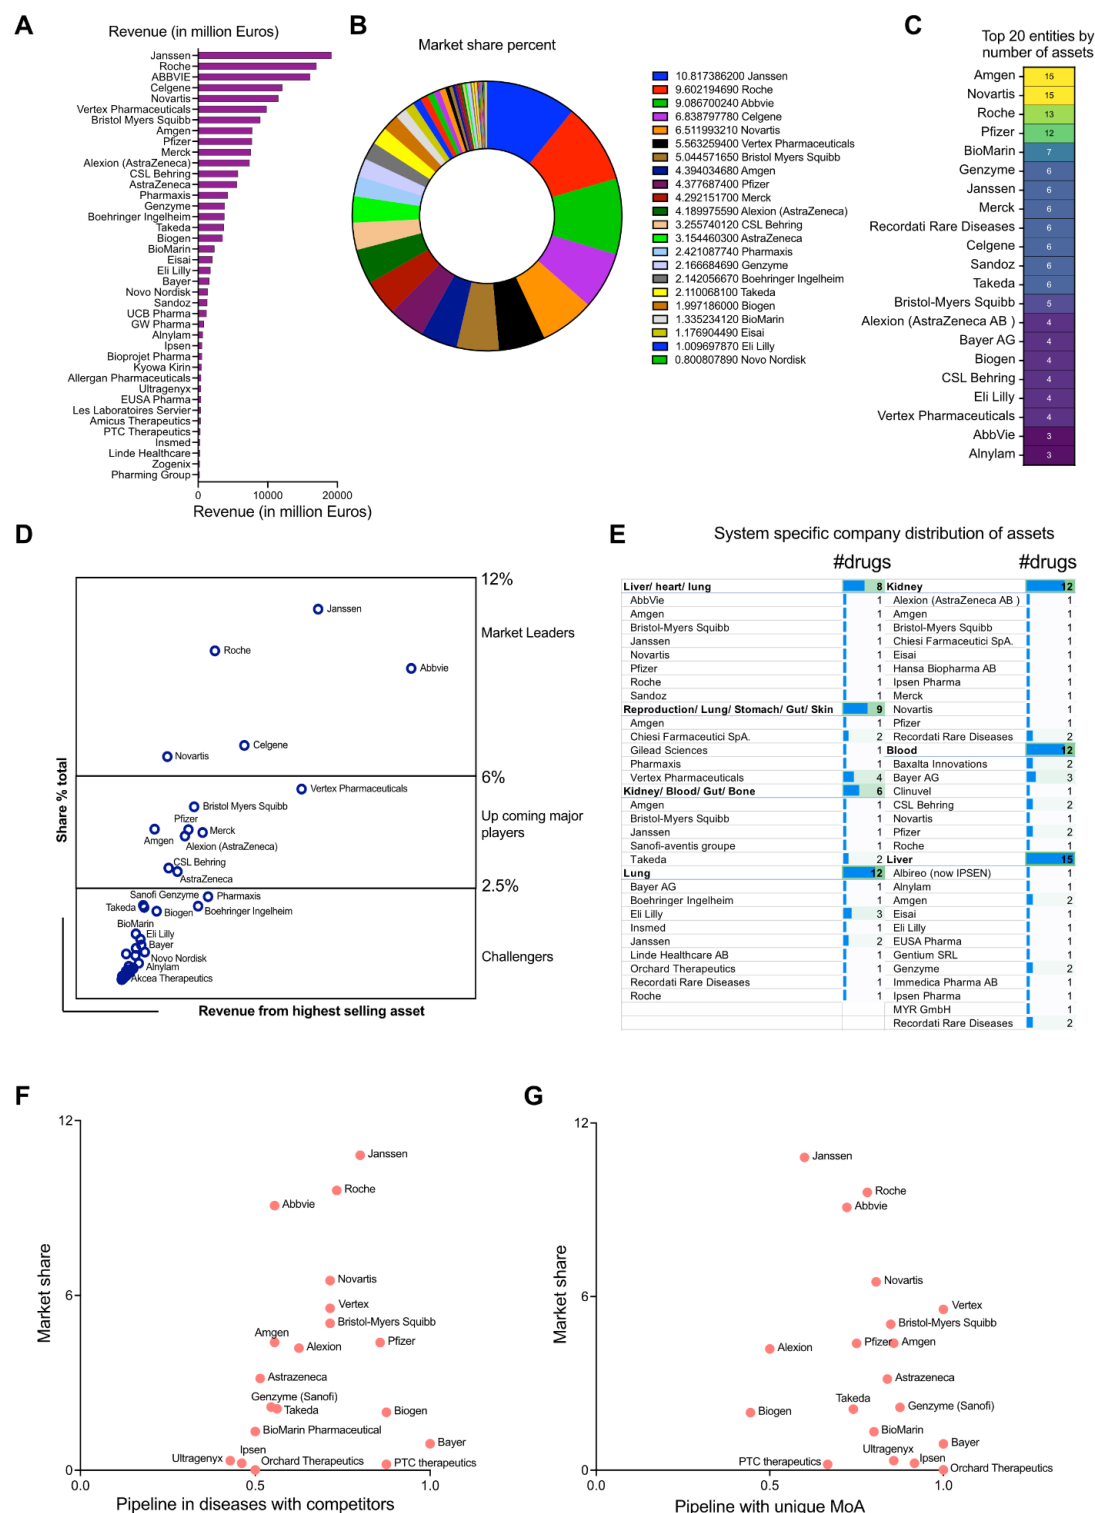 A
Revenue (in million Euros)
Janssen
Roche
ABBVIE
Celgene
Novartis
Vertex Pharmaceuticals
Bristol Myers Squibb
Amgen
Pfizer
Merck
Alexion (AstraZeneca)
CSL Behring
AstraZeneca
Pharmaxis
Genzyme
Boehringer Ingelheim
Takeda
Biogen
BioMarin
Eisai
Eli Lilly
Bayer
Novo Nordisk
Sandoz
UCB Pharma
GW Pharma
Alnylam
Ipsen
Bioprojet Pharma
Kyowa Kirin
Allergan Pharmaceuticals
Ultragenyx
EUSA Pharma
Les Laboratoires Servier
Amicus Therapeutics
PTC Therapeutics
Insmed
Linde Healthcare
Zogenix
Pharming Group
0 10000 20000
Revenue (in million Euros)
B
Market share percent
10.817386200 Janssen
9.602194690 Roche
9.086700240 Abbvie
6.838797780 Celgene
6.511993210 Novartis
5.563259400 Vertex Pharmaceuticals
5.044571650 Bristol Myers Squibb
4.394034680 Amgen
4.377687400 Pfizer
4.292151700 Merck
4.189975590 Alexion (AstraZeneca)
3.255740120 CSL Behring
3.154460300 AstraZeneca
2.421087740 Pharmaxis
2.166684690 Genzyme
2.142056670 Boehringer Ingelheim
2.110068100 Takeda
1.997186000 Biogen
1.335234120 BioMarin
1.176904490 Eisai
1.009697870 Eli Lilly
0.800807890 Novo Nordisk
C
Top 20 entities by
number of assets
Amgen 15
Novartis 15
Roche 13
Pfizer 12
BioMarin 7
Genzyme 6
Janssen 6
Merck 6
Recordati Rare Diseases 6
Celgene 6
Sandoz 6
Takeda 6
Bristol-Myers Squibb 5
Alexion (AstraZeneca AB ) 4
Bayer AG 4
Biogen 4
CSL Behring 4
Eli Lilly 4
Vertex Pharmaceuticals 4
AbbVie 3
Alnylam 3
D
12%
Janssen
Market Leaders
Roche
Abbvie
Celgene
Novartis
6%
Vertex Pharmaceuticals
Bristol Myers Squibb
Pfizer
Merck
Amgen
Alexion (AstraZeneca)
Up coming major
players
CSL Behring
AstraZeneca
2.5%
Sanofi Genzyme
Pharmaxis
Takeda
Biogen
Boehringer Ingelheim
BioMarin
Eli Lilly
Bayer
Novo Nordisk
Alnylam
Akcea Therapeutics
Challengers
Share % total
Revenue from highest selling asset
E
System specific company distribution of assets
#drugs
Liver/ heart/ lung 8
AbbVie 1
Amgen 1
Bristol-Myers Squibb 1
Janssen 1
Novartis 1
Pfizer 1
Roche 1
Sandoz 1
Reproduction/ Lung/ Stomach/ Gut/ Skin 9
Amgen 1
Chiesi Farmaceutici SpA. 2
Gilead Sciences 1
Pharmaxis 1
Vertex Pharmaceuticals 4
Kidney/ Blood/ Gut/ Bone 6
Amgen 1
Bristol-Myers Squibb 1
Janssen 1
Sanofi-aventis groupe 1
Takeda 2
Lung 12
Bayer AG 1
Boehringer Ingelheim 1
Eli Lilly 3
Insmed 1
Janssen 2
Linde Healthcare AB 1
Orchard Therapeutics 1
Recordati Rare Diseases 1
Roche 1
#drugs
Kidney 12
Alexion (AstraZeneca AB ) 1
Amgen 1
Bristol-Myers Squibb 1
Chiesi Farmaceutici SpA. 1
Eisai 1
Hansa Biopharma AB 1
Ipsen Pharma 1
Merck 1
Novartis 1
Pfizer 1
Recordati Rare Diseases 2
Blood 12
Baxalta Innovations 2
Bayer AG 3
Clinuvel 1
CSL Behring 2
Novartis 1
Pfizer 2
Roche 1
Liver 15
Albireo (now IPSEN) 1
Alnylam 1
Amgen 2
Eisai 1
Eli Lilly 1
EUSA Pharma 1
Gentium SRL 1
Genzyme 2
Immedica Pharma AB 1
Ipsen Pharma 1
MYR GmbH 1
Recordati Rare Diseases 2
F
12
Janssen
Roche
Abbvie
Novartis
6
Vertex
Bristol-Myers Squibb
Amgen
Pfizer
Alexion
Astrazeneca
Genzyme (Sanofi)
Takeda
Biogen
BioMarin Pharmaceutical
Bayer
Ipsen
Ultragenyx
Orchard Therapeutics
PTC therapeutics
0
0.0 0.5 1.0
Market share
Pipeline in diseases with competitors
G
12
Janssen
Roche
Abbvie
Novartis
6
Vertex
Bristol-Myers Squibb
Pfizer
Amgen
Alexion
Astrazeneca
Takeda
Genzyme (Sanofi)
Biogen
BioMarin
Bayer
Ultragenyx
Ipsen
PTC therapeutics
Orchard Therapeutics
0
0.0 0.5 1.0
Market share
Pipeline with unique MoA